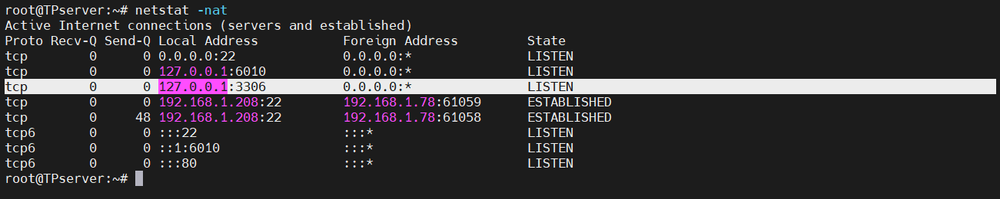 root@TPserver:~# netstat -nat
Active Internet connections (servers and established)
Proto Recv-Q Send-Q Local Address           Foreign Address         State
tcp        0      0 0.0.0.0:22              0.0.0.0:*               LISTEN
tcp        0      0 127.0.0.1:6010          0.0.0.0:*               LISTEN
tcp        0      0 127.0.0.1:3306          0.0.0.0:*               LISTEN
tcp        0      0 192.168.1.208:22        192.168.1.78:61059      ESTABLISHED
tcp        0     48 192.168.1.208:22        192.168.1.78:61058      ESTABLISHED
tcp6       0      0 :::22                   :::*                    LISTEN
tcp6       0      0 ::1:6010                :::*                    LISTEN
tcp6       0      0 :::80                   :::*                    LISTEN
root@TPserver:~#